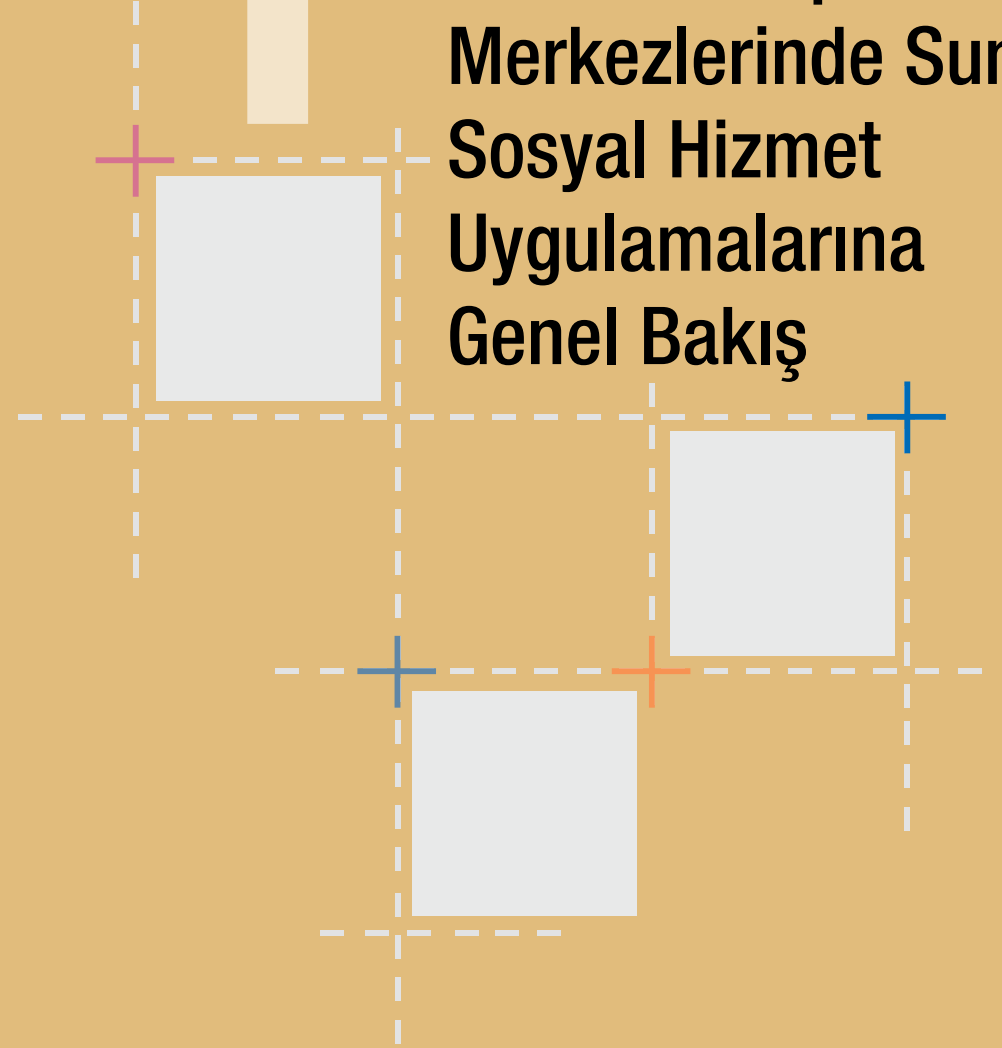 Merkezlerinde
Sosyal Hizmet
Uygulamalarına
Genel Bakış